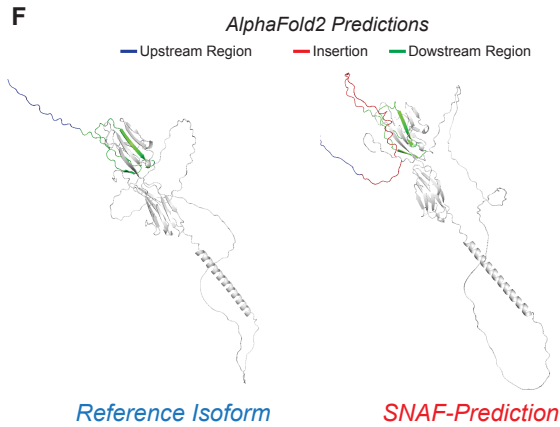 F
AlphaFold2 Predictions
Upstream Region Insertion Dowstream Region
Reference Isoform SNAF-Prediction